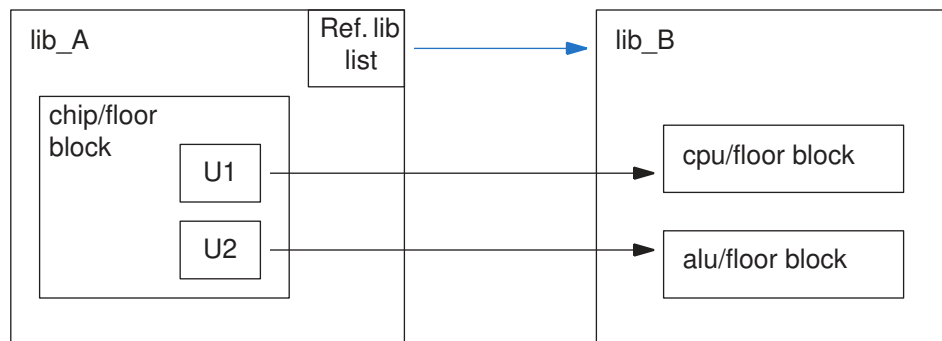 lib_A
Ref. lib
list
lib_B
chip/floor
block
U1
cpu/floor block
U2
alu/floor block